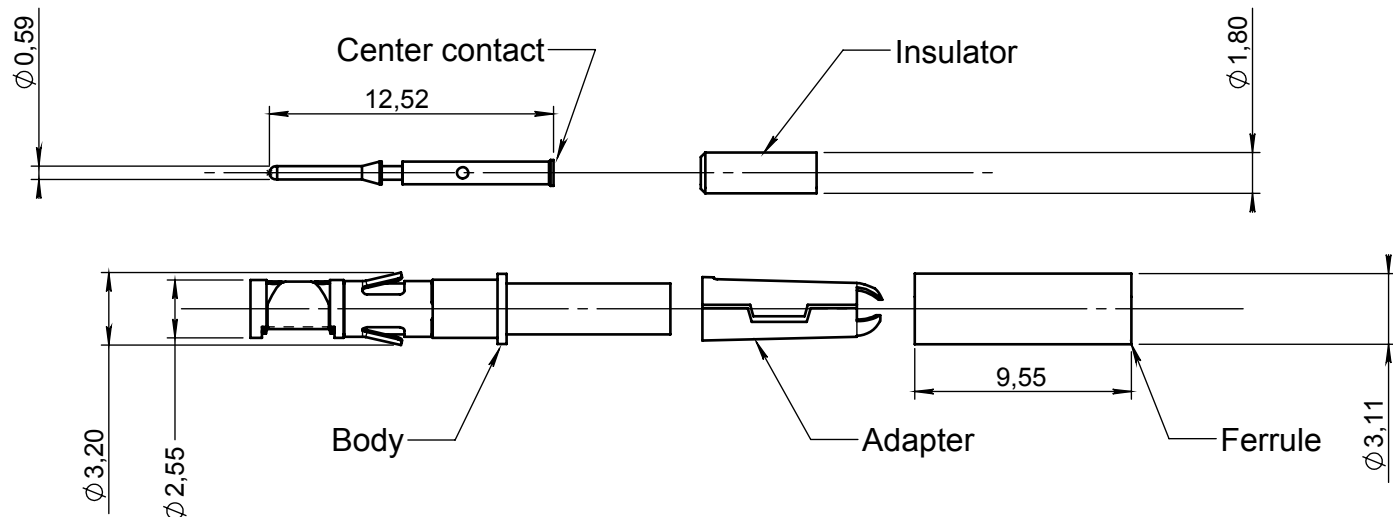 Ø0,59
Center contact
12,52
Insulator
Ø1,80
Ø3,20
Ø2,55
Body
Adapter
9,55
Ferrule
Ø3,11